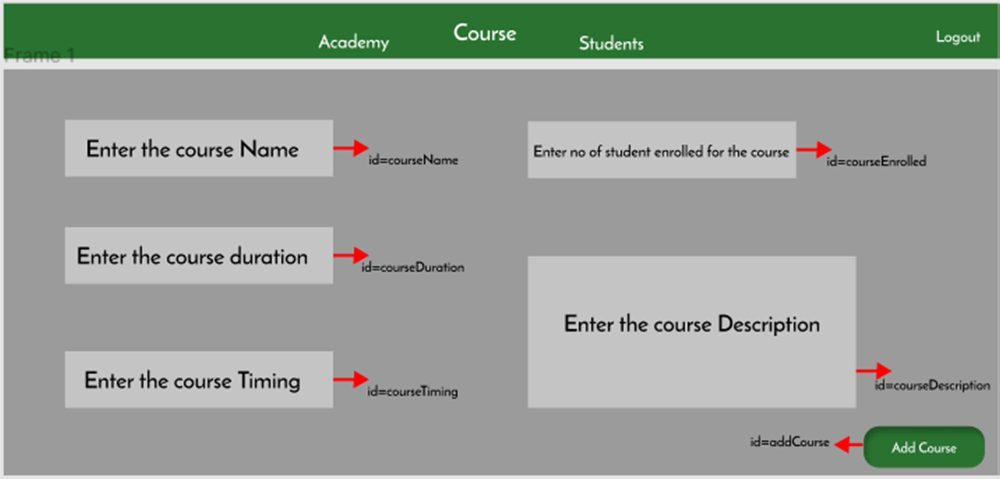 Academy
Course
Students
Logout
Frame 1
Enter the course Name
id=courseName
Enter no of student enrolled for the course
id=courseEnrolled
Enter the course duration
id=courseDuration
Enter the course Description
id=courseDescription
Enter the course Timing
id=courseTiming
id=addCourse
Add Course